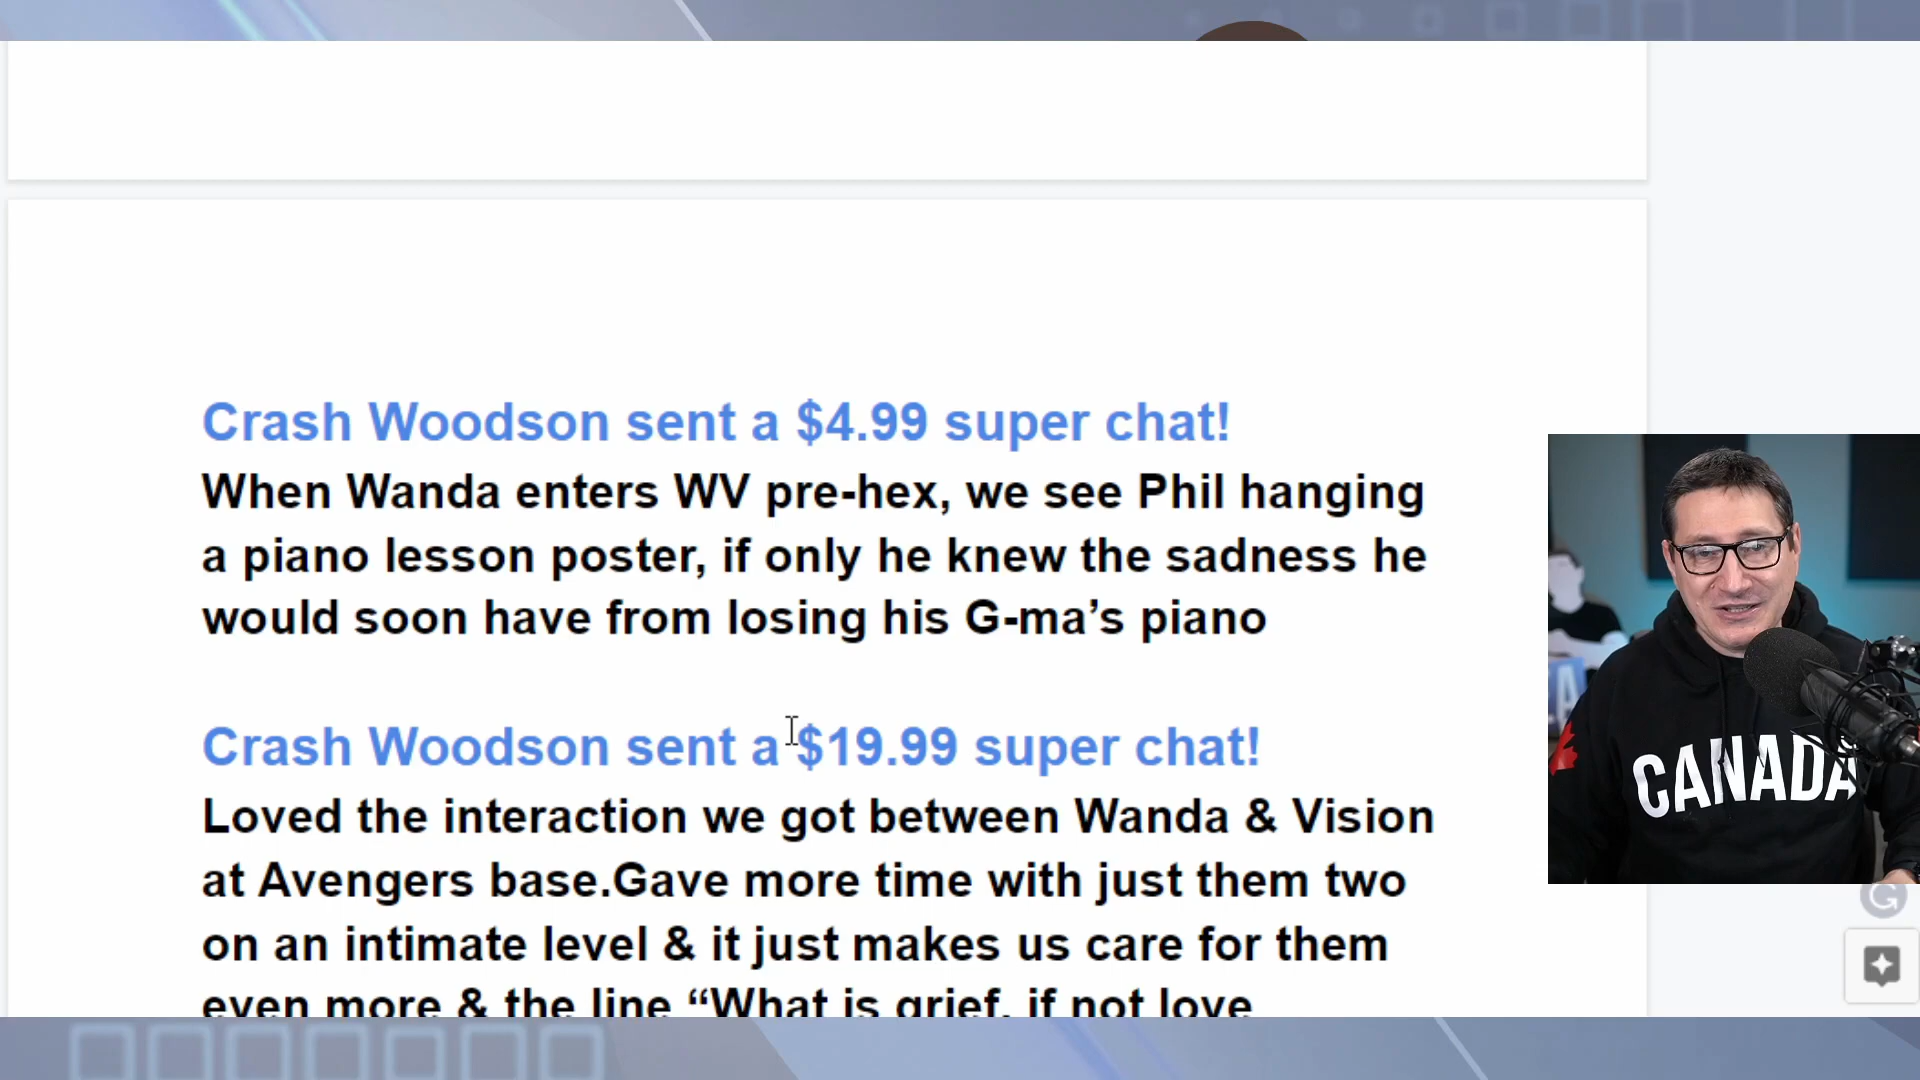 Crash Woodson sent a $4.99 super chat!
When Wanda enters WV pre-hex, we see Phil hanging
a piano lesson poster, if only he knew the sadness he
would soon have from losing his G-ma’s piano
Crash Woodson sent a $19.99 super chat!
Loved the interaction we got between Wanda & Vision
at Avengers base.Gave more time with just them two
on an intimate level & it just makes us care for them
even more & the line “What is grief, if not love
CANADA